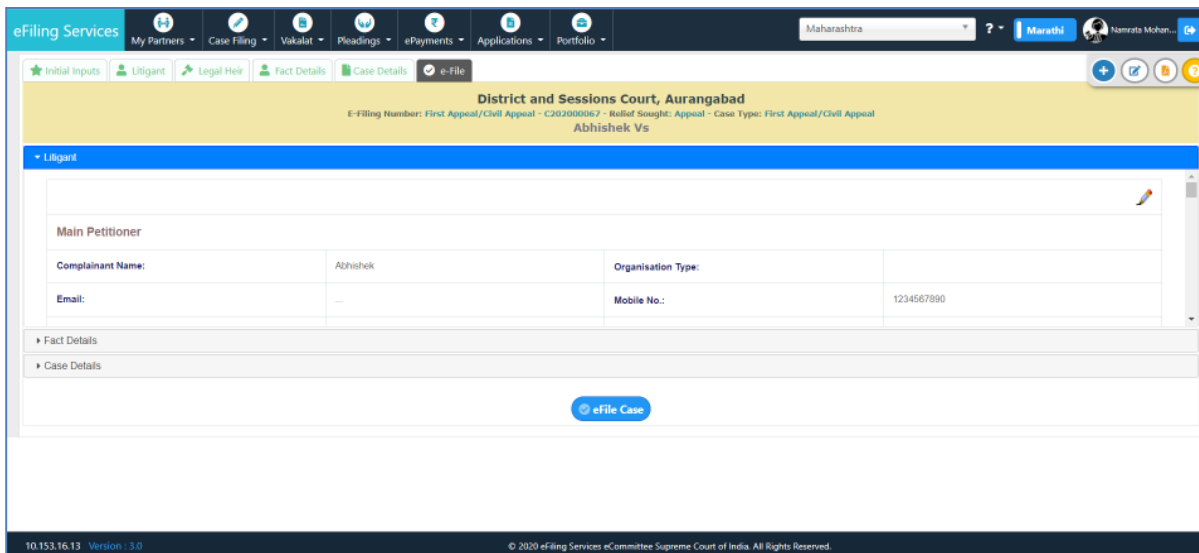 eFiling Services My Partners Case Filing Vakalat Pleadings ePayments Applications Portfolio Maharashtra ? Marathi Namrata Mohan...
Initial Inputs Litigant Legal Heir Fact Details Case Details e-File
District and Sessions Court, Aurangabad
E-Filing Number: First Appeal/Civil Appeal - C202000067 - Relief Sought: Appeal - Case Type: First Appeal/Civil Appeal
Abhishek Vs
Litigant
Main Petitioner
Complainant Name: Abhishek Organisation Type:
Email: ... Mobile No.: 1234567890
Fact Details
Case Details
eFile Case
10.153.16.13 Version : 3.0 © 2020 eFiling Services eCommittee Supreme Court of India. All Rights Reserved.